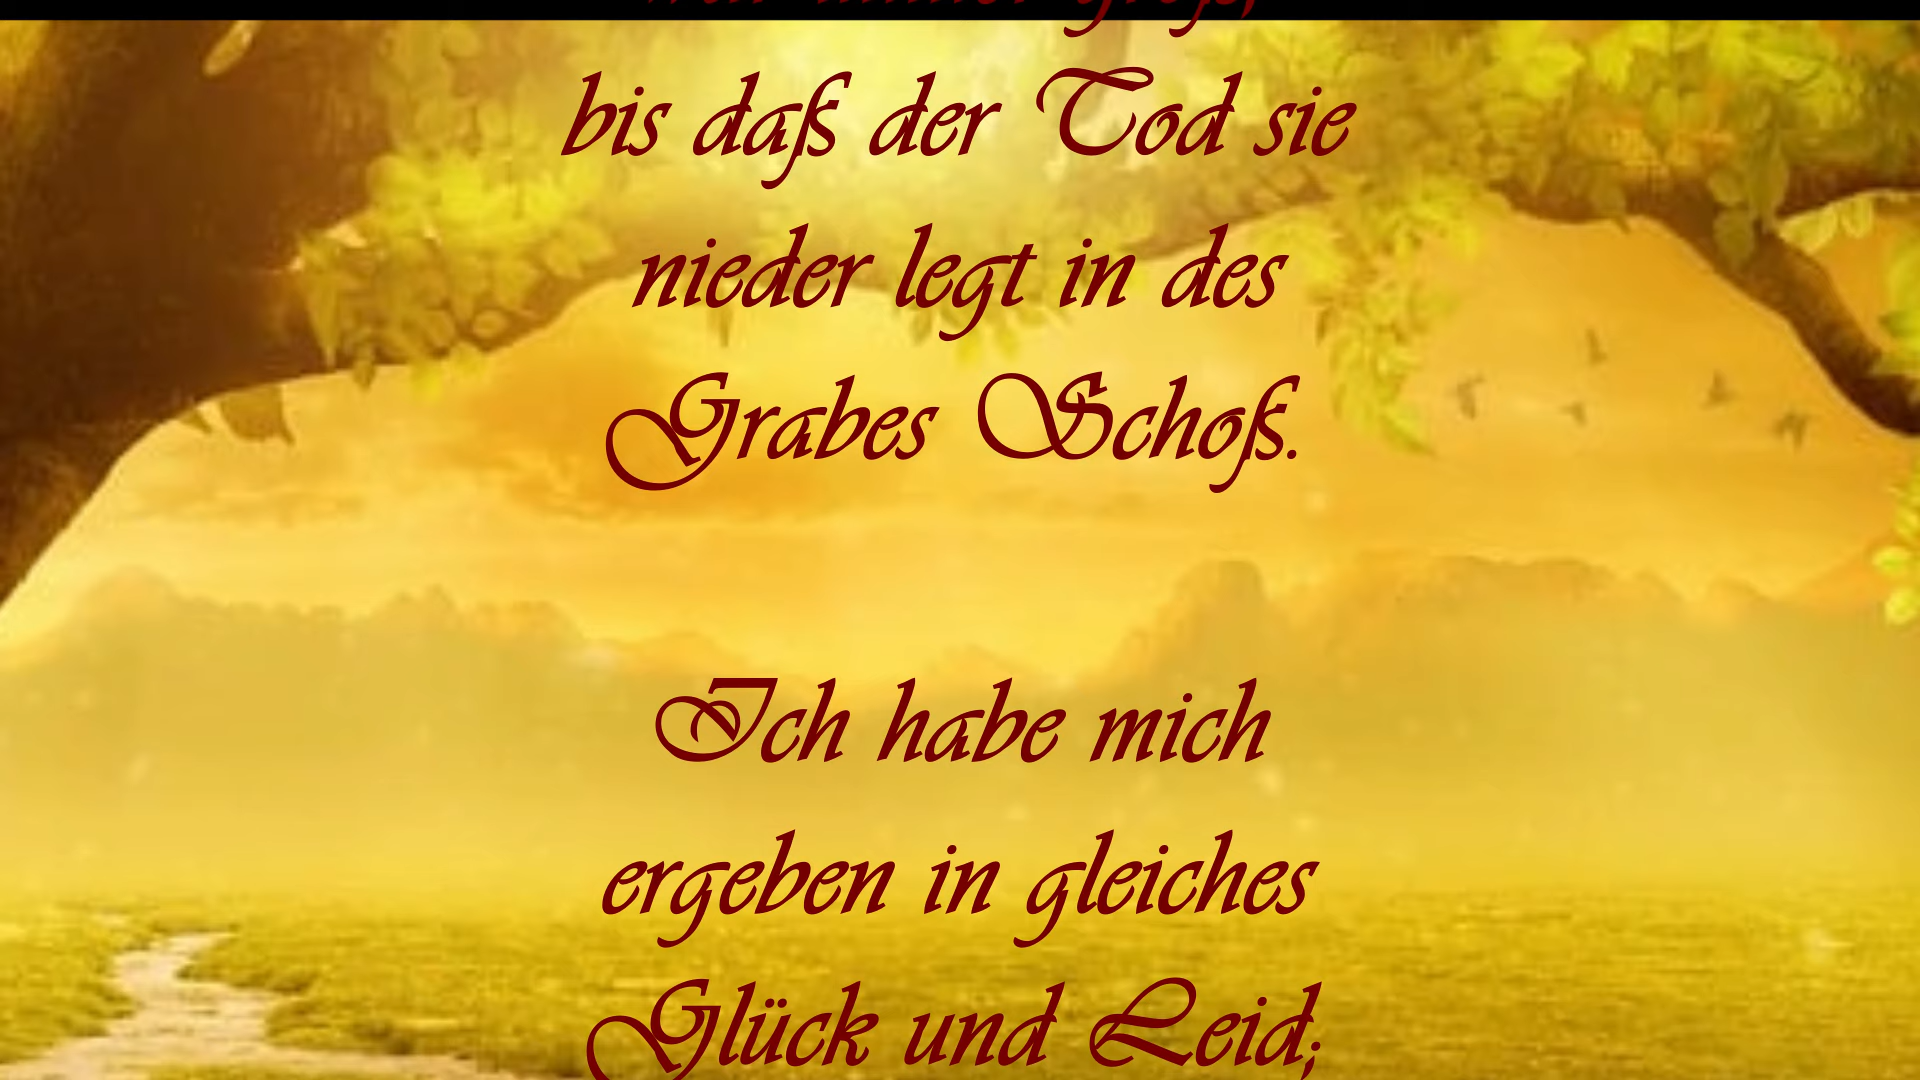 bis daß der Tod sie
nieder legt in des
Grabes Schoß.
Ich habe mich
ergeben in gleiches
Glück und Leid;